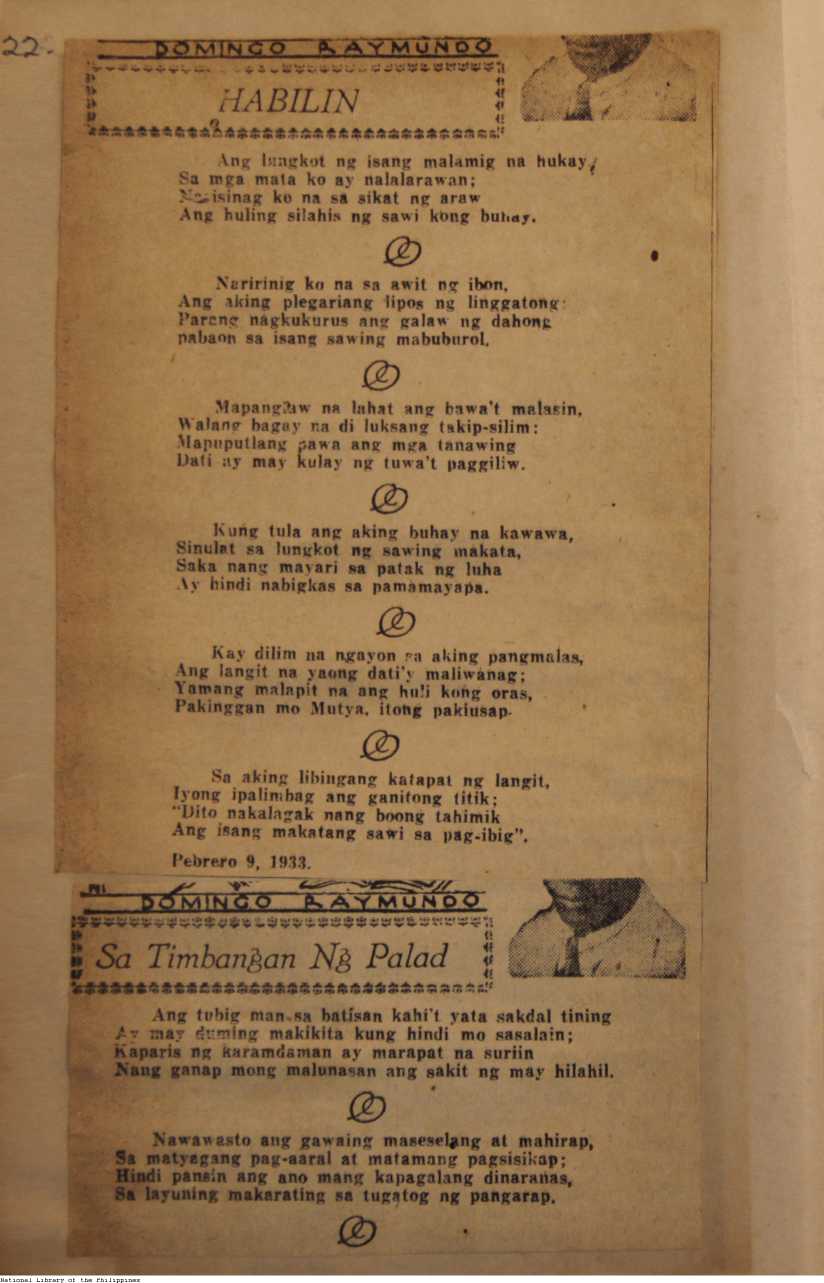 22.
DOMINGO RAYMUNDO
HABILIN
Ang lungkot ng isang malamig na hukay,
Sa mga mata ko ay nalalarawan;
ko na sa sikat ng araw
Ang huling silahis ng sawi kong buhay.
Naririnig ko na sa awit ng ibon,
Ang aking plegariang lipos ng linggatong:
Parang nagkukurus ang galaw ng dahong
pabaon sa isang sawing mabuburol.
Mapanglaw na lahat ang bawa't malasin,
Walang bagay na di luksang takip-silim:
Mapuputlang pawa ang mga tanawing
Dati ay may kulay ng tuwa't paggiliw.
Kung tula ang aking buhay na kawawa,
Sinulat sa lungkot ng sawing makata,
Saka nang mayari sa patak ng luha
Ay hindi nabigkas sa pamamayapa.
Kay dilim na ngayon sa aking pangmalas,
Ang langit na yaong dati'y maliwanag;
Yamang malapit na ang huli kong oras,
Pakinggan mo Mutya, itong pakiusap.
Sa aking libingang katapat ng langit,
Iyong ipalimbag ang ganitong titik;
"Dito nakalagak nang boong tahimik
Ang isang makatang sawi sa pag-ibig".
Pebrero 9, 1933.
DOMINGO RAYMUNDO
Sa Timbangan Ng̃ Palad
Ang tubig man sa batisan kahi't yata sakdal tining
Ay may duming makikita kung hindi mo sasalain;
Kaparis ng karamdaman ay marapat na suriin
Nang ganap mong malunasan ang sakit ng may hilahil.
Nawawasto ang gawaing maseselang at mahirap,
Sa matyagang pag-aaral at matamang pagsisikap;
Hindi pansin ang ano mang kapagalang dinaranas,
Sa layuning makarating sa tugatog ng pangarap.
National Library of the Philippines